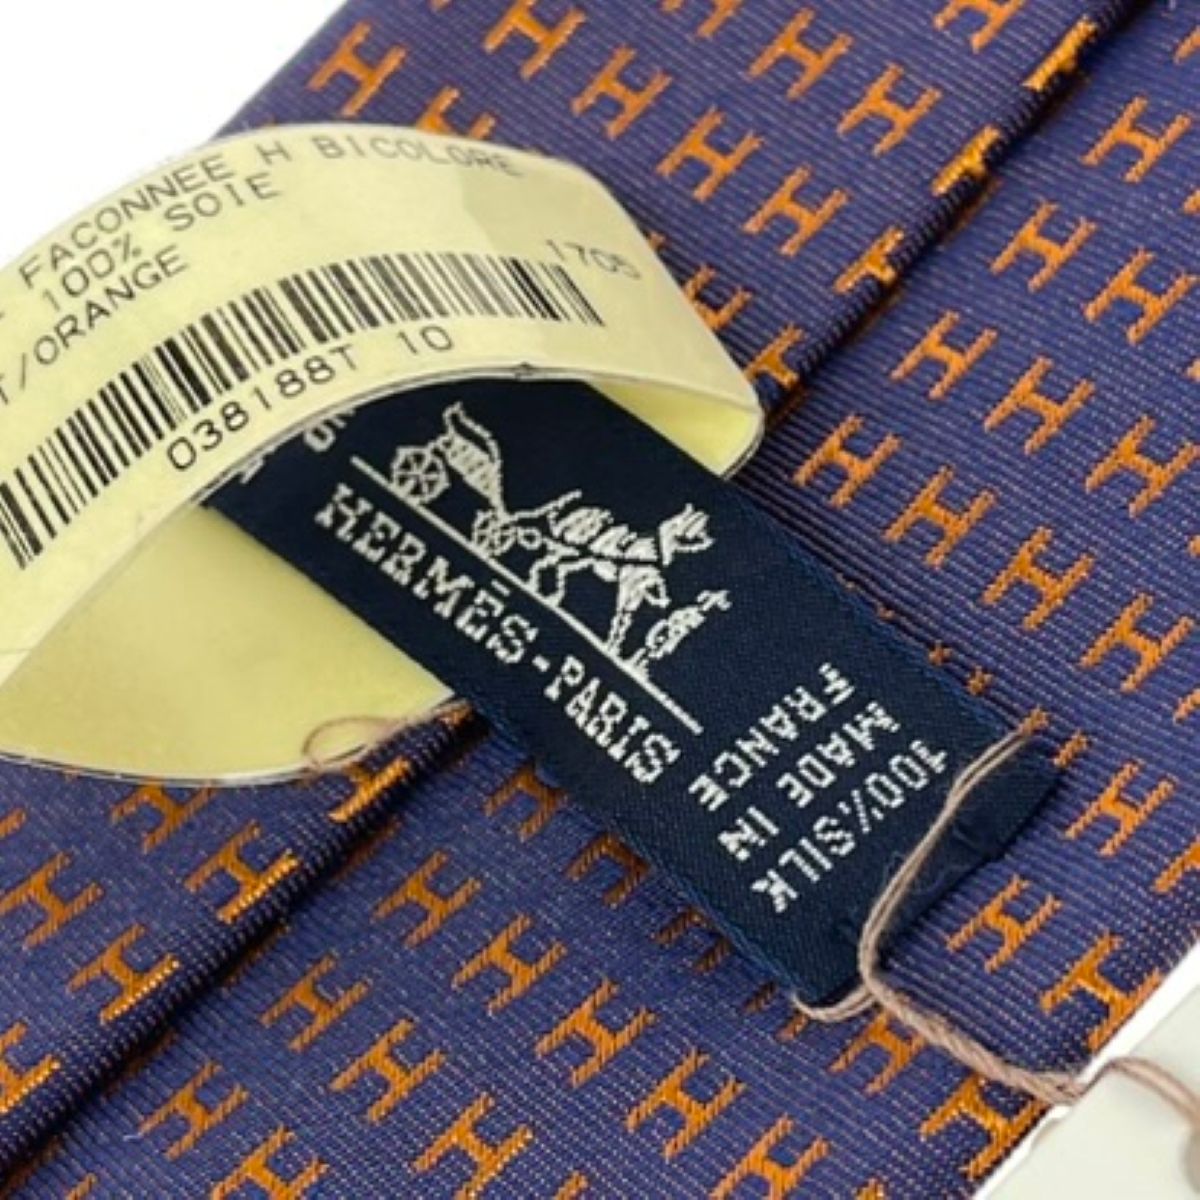 FACONNEE H BICOLORE
100% SOIE
/ORANGE
1705
038188T 10
HERMÈS-PARIS
100% SILK
MADE IN
FRANCE